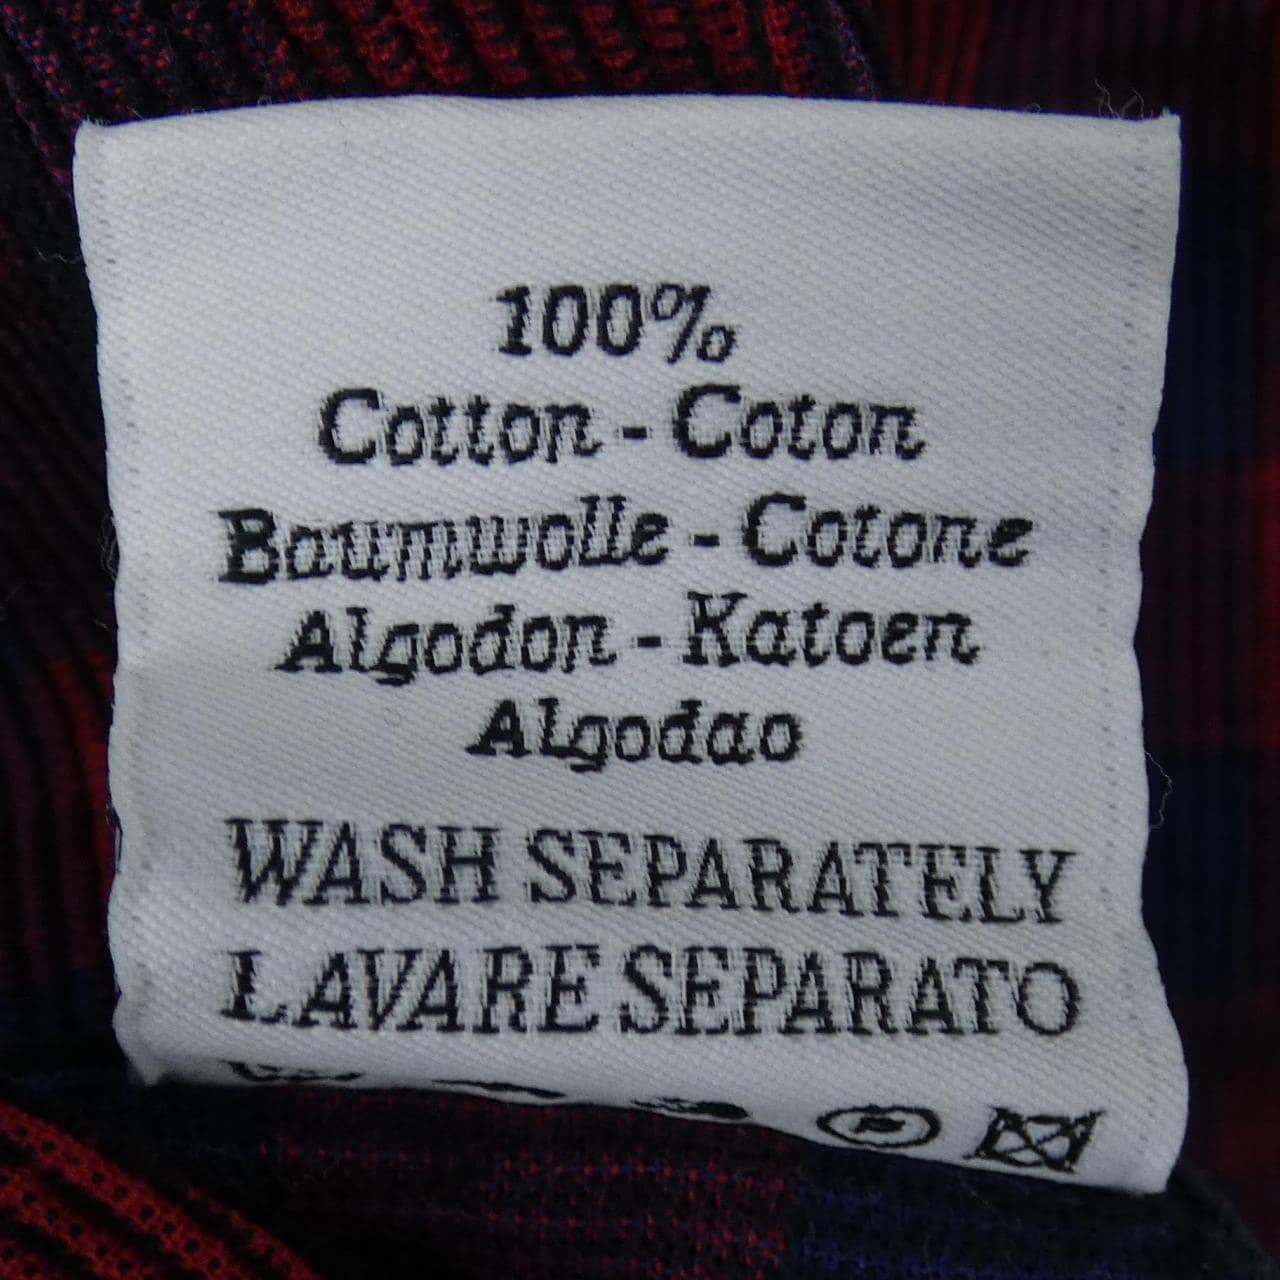 100%
Cotton - Coton
Baumwolle - Cotone
Algodon - Katoen
Algodao
WASH SEPARATELY
LAVARE SEPARATO
P